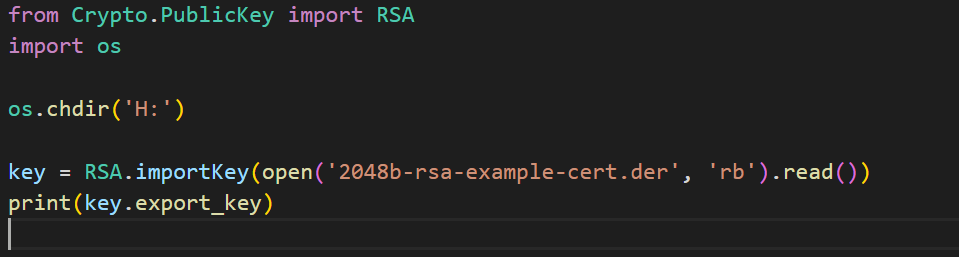 from Crypto.PublicKey import RSA
import os
os.chdir('H:')
key = RSA.importKey(open('2048b-rsa-example-cert.der', 'rb').read())
print(key.export_key)